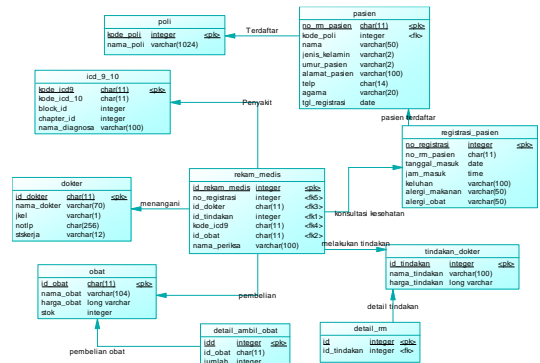 poli
kode_poli integer <pk>
nama_poli varchar(1024)
Terdaftar
pasien
no_rm_pasien char(11) <pk>
kode_poli integer <fk>
nama varchar(50)
jenis_kelamin varchar(2)
umur_pasien varchar(2)
alamat_pasien varchar(100)
telp char(14)
agama varchar(20)
tgl_registrasi date
icd_9_10
kode_icd9 char(11) <pk>
kode_icd_10 char(11)
block_id integer
chapter_id integer
nama_diagnosa varchar(100)
Penyakit
pasien terdaftar
registrasi_pasien
no_registrasi integer <pk>
no_rm_pasien char(11)
tanggal_masuk date
jam_masuk time
keluhan varchar(100)
alergi_makanan varchar(50)
alergi_obat varchar(50)
rekam_medis
id_rekam_medis integer <pk>
no_registrasi integer <fk5>
id_dokter char(11) <fk3>
id_tindakan integer <fk1>
kode_icd9 char(11) <fk4>
id_obat char(11) <fk2>
nama_periksa varchar(100)
dokter
id_dokter char(11) <pk>
nama_dokter varchar(70)
jkel varchar(1)
notlp char(256)
stskerja varchar(12)
menangani
konsultasi kesehatan
melakukan tindakan
tindakan_dokter
id_tindakan integer <pk>
nama_tindakan varchar(100)
harga_tindakan long varchar
obat
id_obat char(11) <pk>
nama_obat varchar(104)
harga_obat long varchar
stok integer
pembelian
detail tindakan
detail_ambil_obat
idd integer <pk>
id_obat char(11)
jumlah integer
pembelian obat
detail_rm
id integer <pk>
id_tindakan integer <fk>